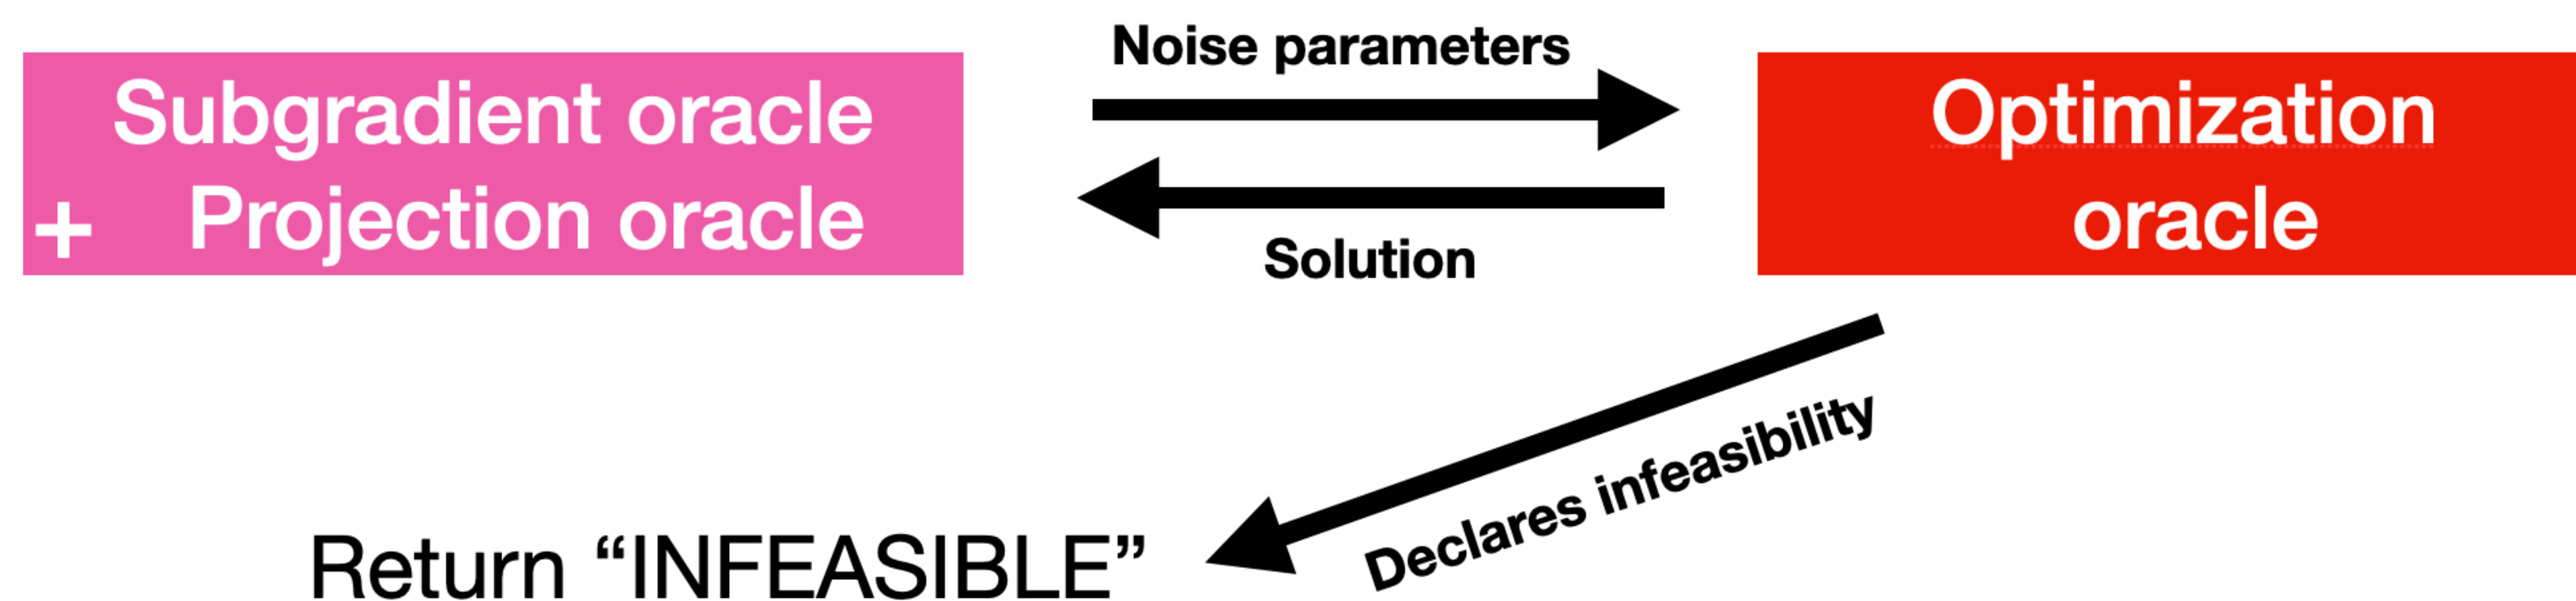 Noise parameters
Subgradient oracle
+ Projection oracle
Optimization
oracle
Solution
Declares infeasibility
Return “INFEASIBLE”